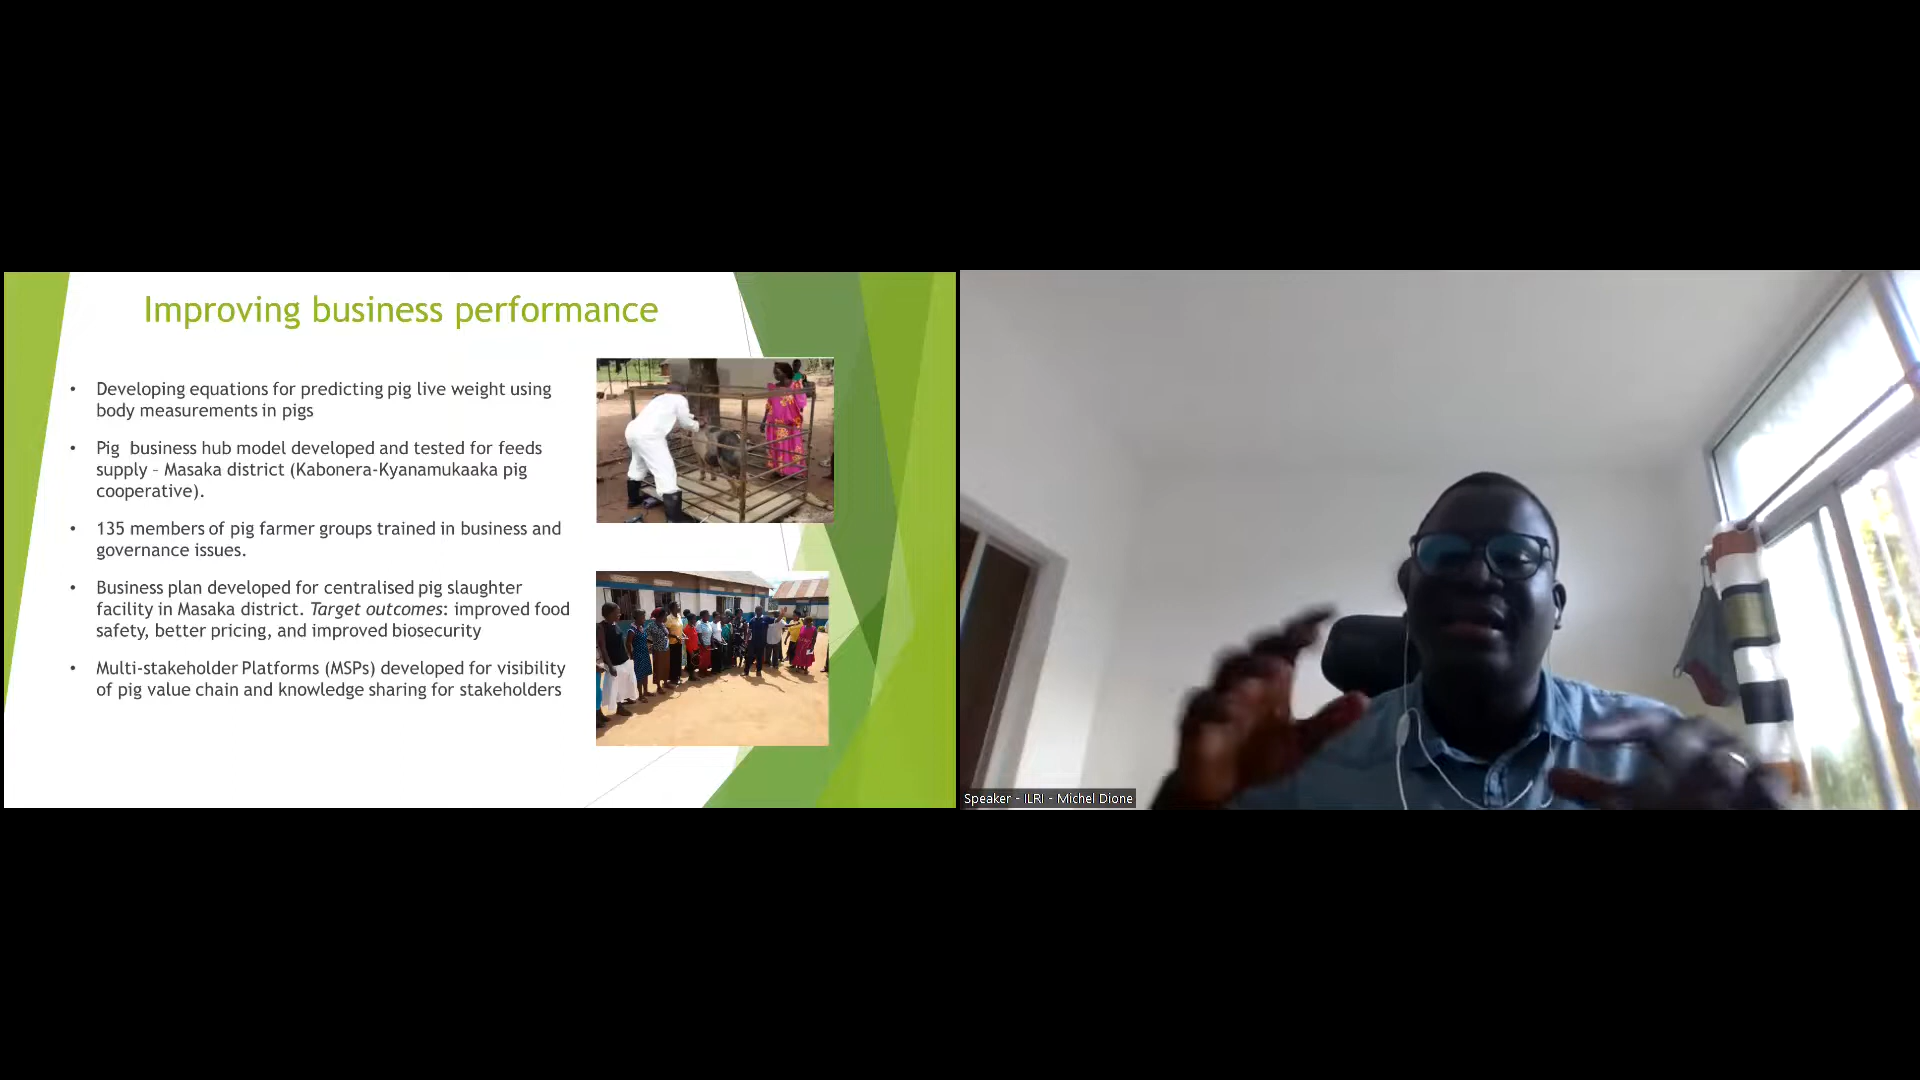 Improving business performance
• Developing equations for predicting pig live weight using
body measurements in pigs
• Pig business hub model developed and tested for feeds
supply – Masaka district (Kabonera-Kyanamukaaka pig
cooperative).
• 135 members of pig farmer groups trained in business and
governance issues.
• Business plan developed for centralised pig slaughter
facility in Masaka district. Target outcomes: improved food
safety, better pricing, and improved biosecurity
• Multi-stakeholder Platforms (MSPs) developed for visibility
of pig value chain and knowledge sharing for stakeholders
Speaker - ILRI - Michel Dione